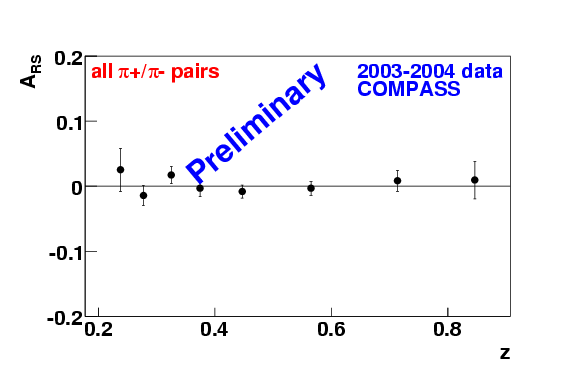 A_RS
0.2
all π+/π- pairs
Preliminary
2003-2004 data
COMPASS
0.1
0
-0.1
-0.2
0.2 0.4 0.6 0.8
z